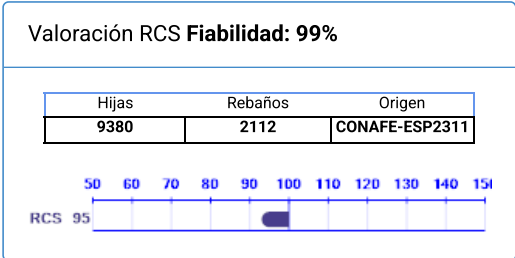 Valoración RCS Fiabilidad: 99%
Hijas Rebaños Origen
9380 2112 CONAFE-ESP2311
50 60 70 80 90 100 110 120 130 140
RCS 95